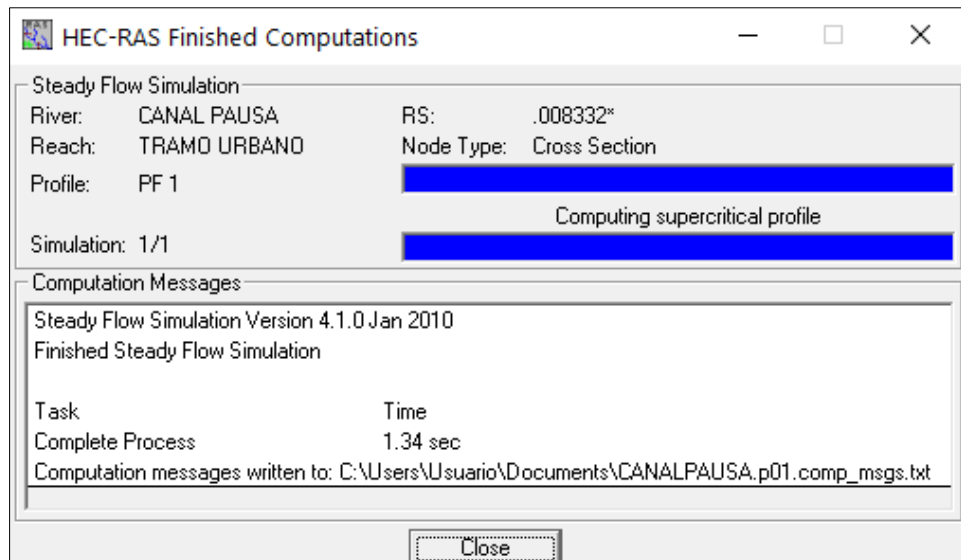 HEC-RAS Finished Computations
Steady Flow Simulation
River: CANAL PAUSA RS: .008332*
Reach: TRAMO URBANO Node Type: Cross Section
Profile: PF 1
Computing supercritical profile
Simulation: 1/1
Computation Messages
Steady Flow Simulation Version 4.1.0 Jan 2010
Finished Steady Flow Simulation
Task Time
Complete Process 1.34 sec
Computation messages written to: C:\Users\Usuario\Documents\CANALPAUSA.p01.comp_msgs.txt
Close